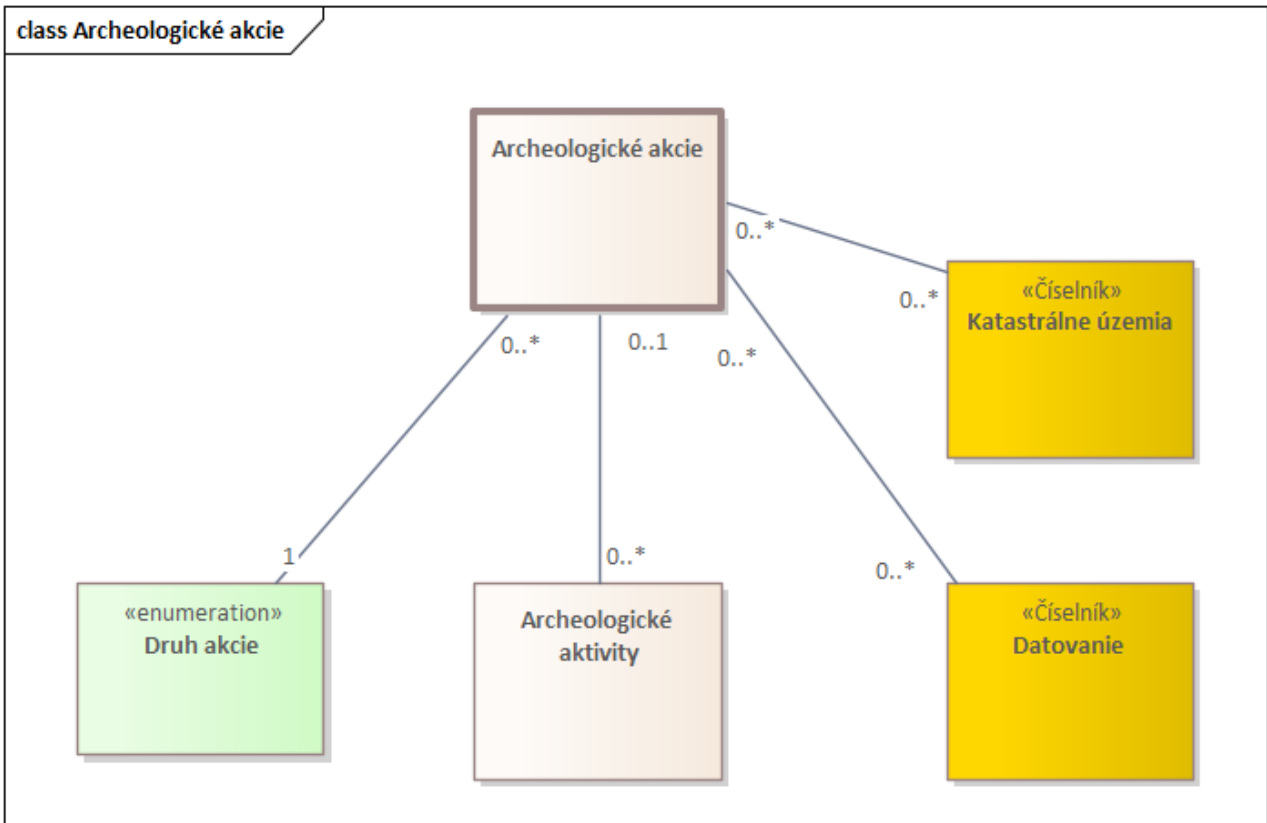 class Archeologické akcie
Archeologické akcie
0..*
0..*
«Číselník»
Katastrálne územia
0..*
0..1
0..*
1
0..*
0..*
«enumeration»
Druh akcie
Archeologické
aktivity
«Číselník»
Datovanie